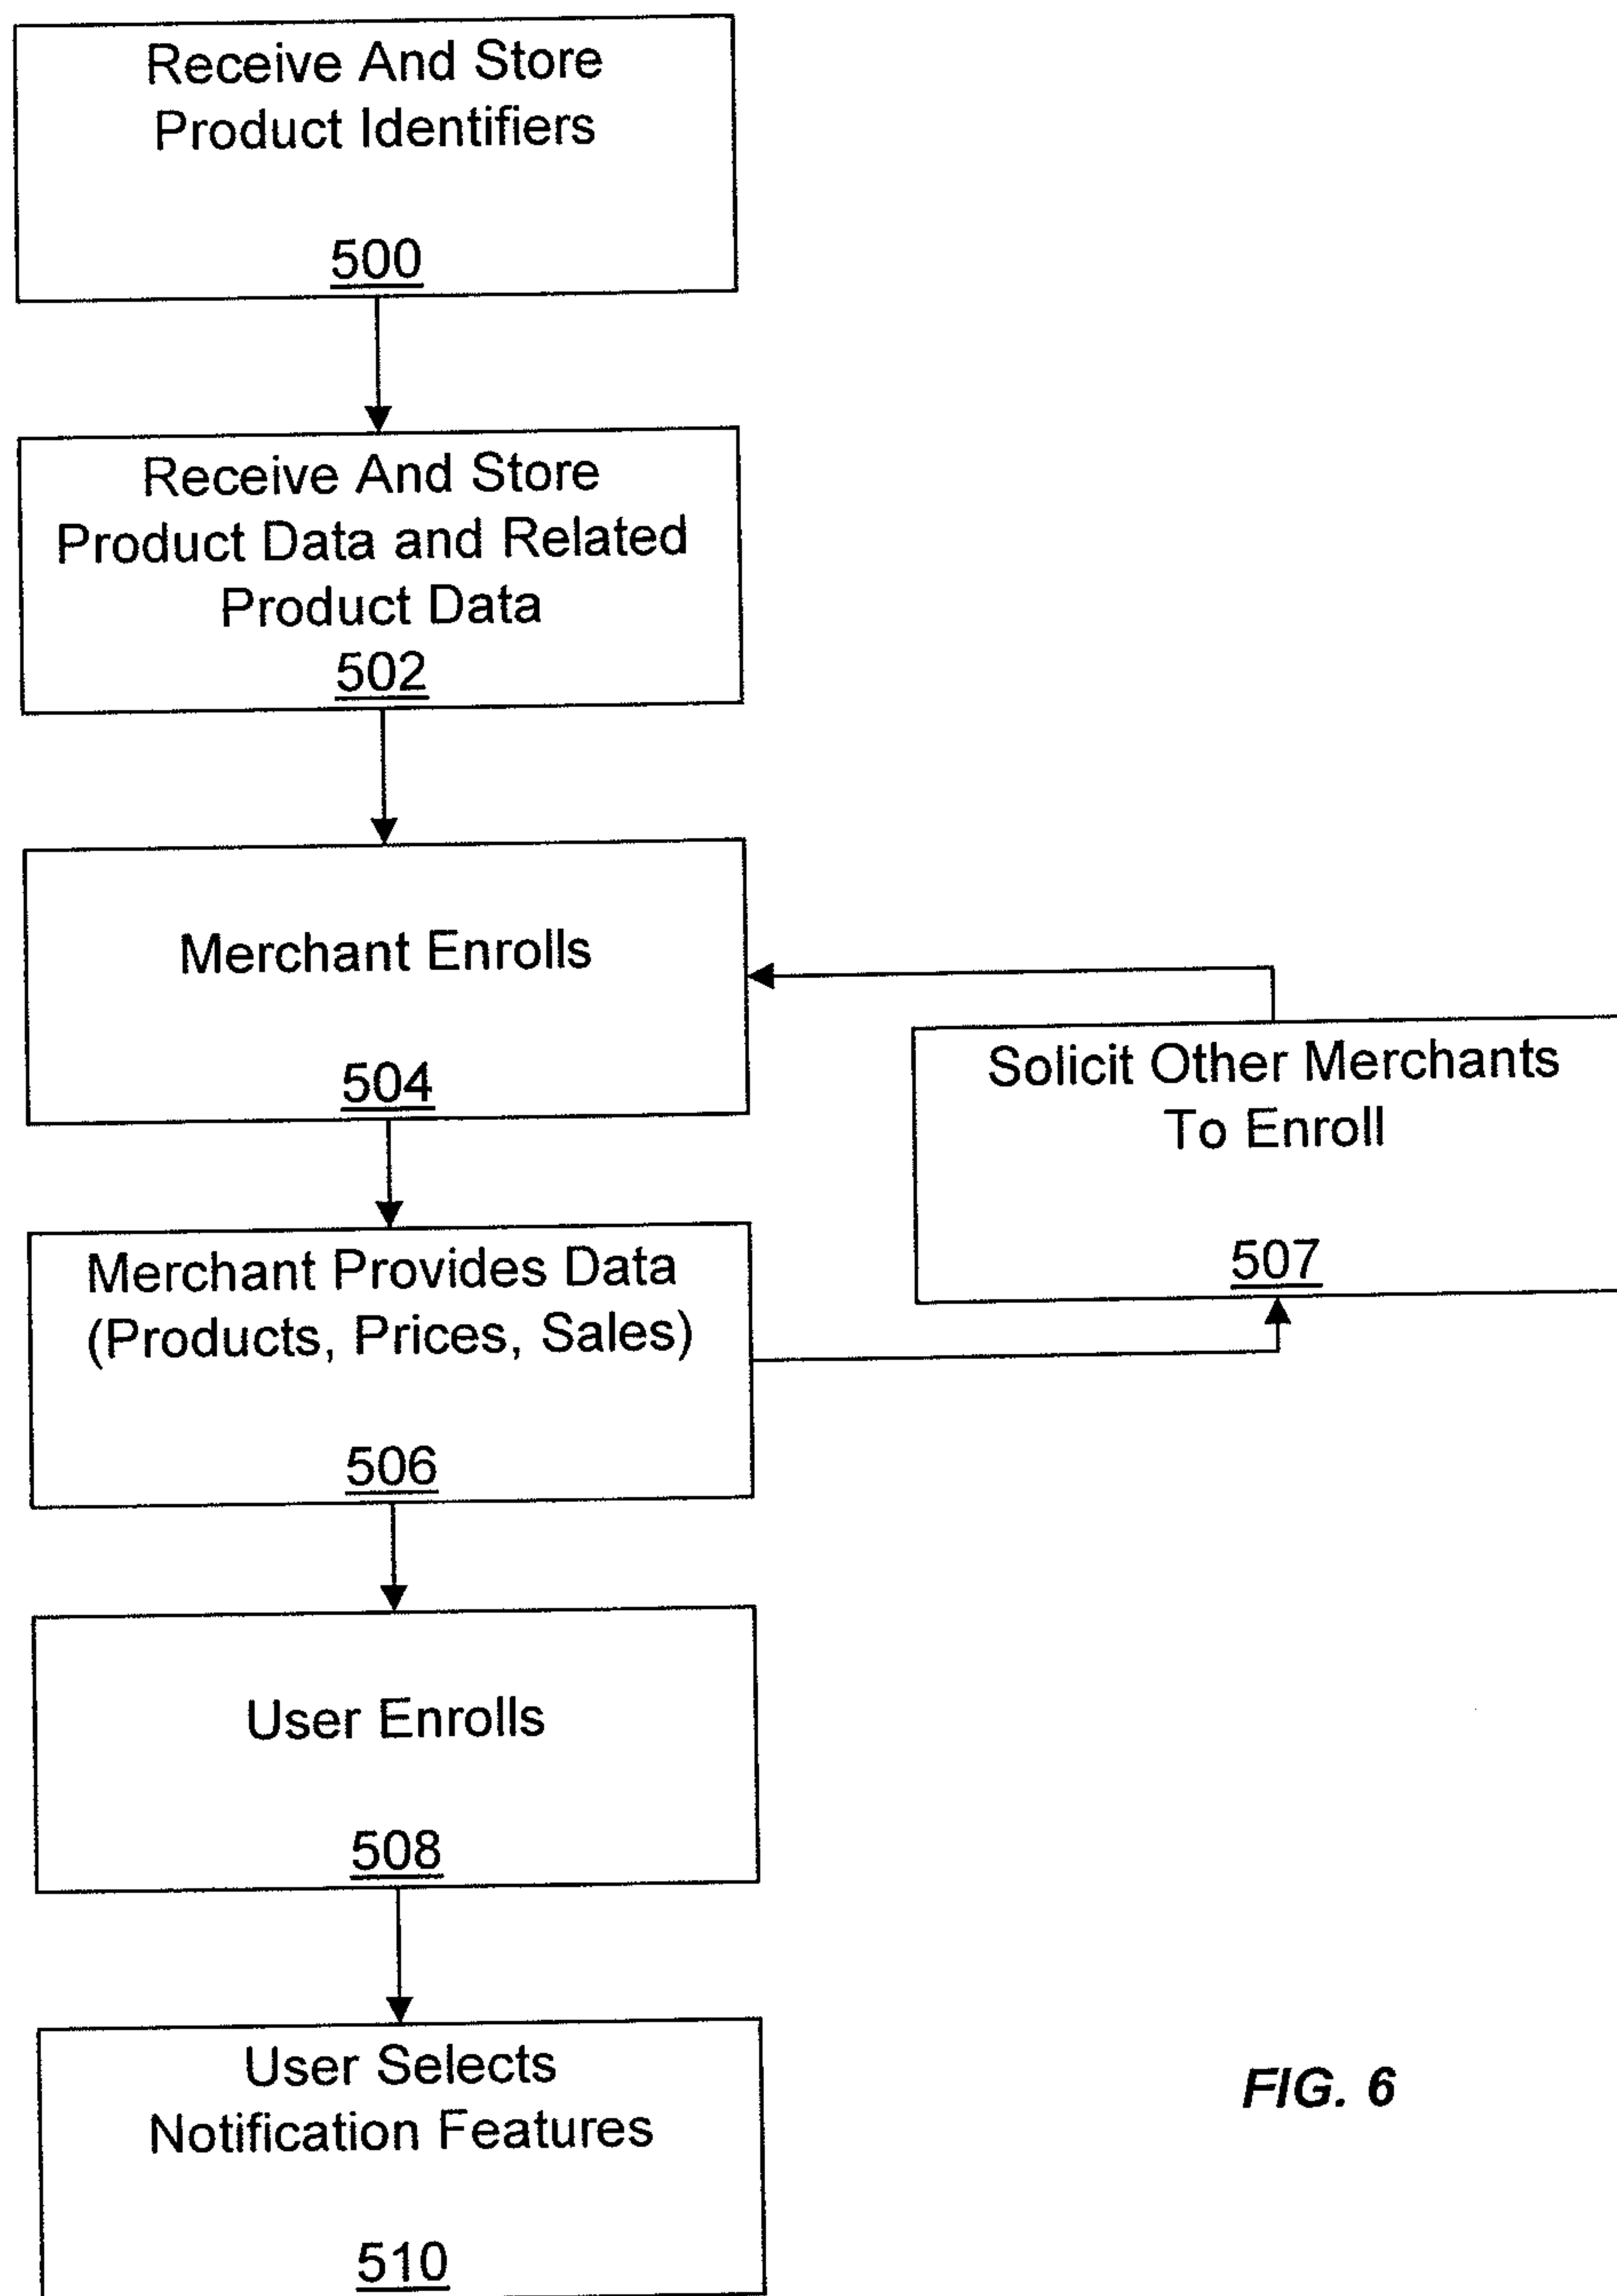 Receive And Store
Product Identifiers
500
Receive And Store
Product Data and Related
Product Data
502
Merchant Enrolls
504
Solicit Other Merchants
To Enroll
507
Merchant Provides Data
(Products, Prices, Sales)
506
User Enrolls
508
User Selects
Notification Features
510
FIG. 6